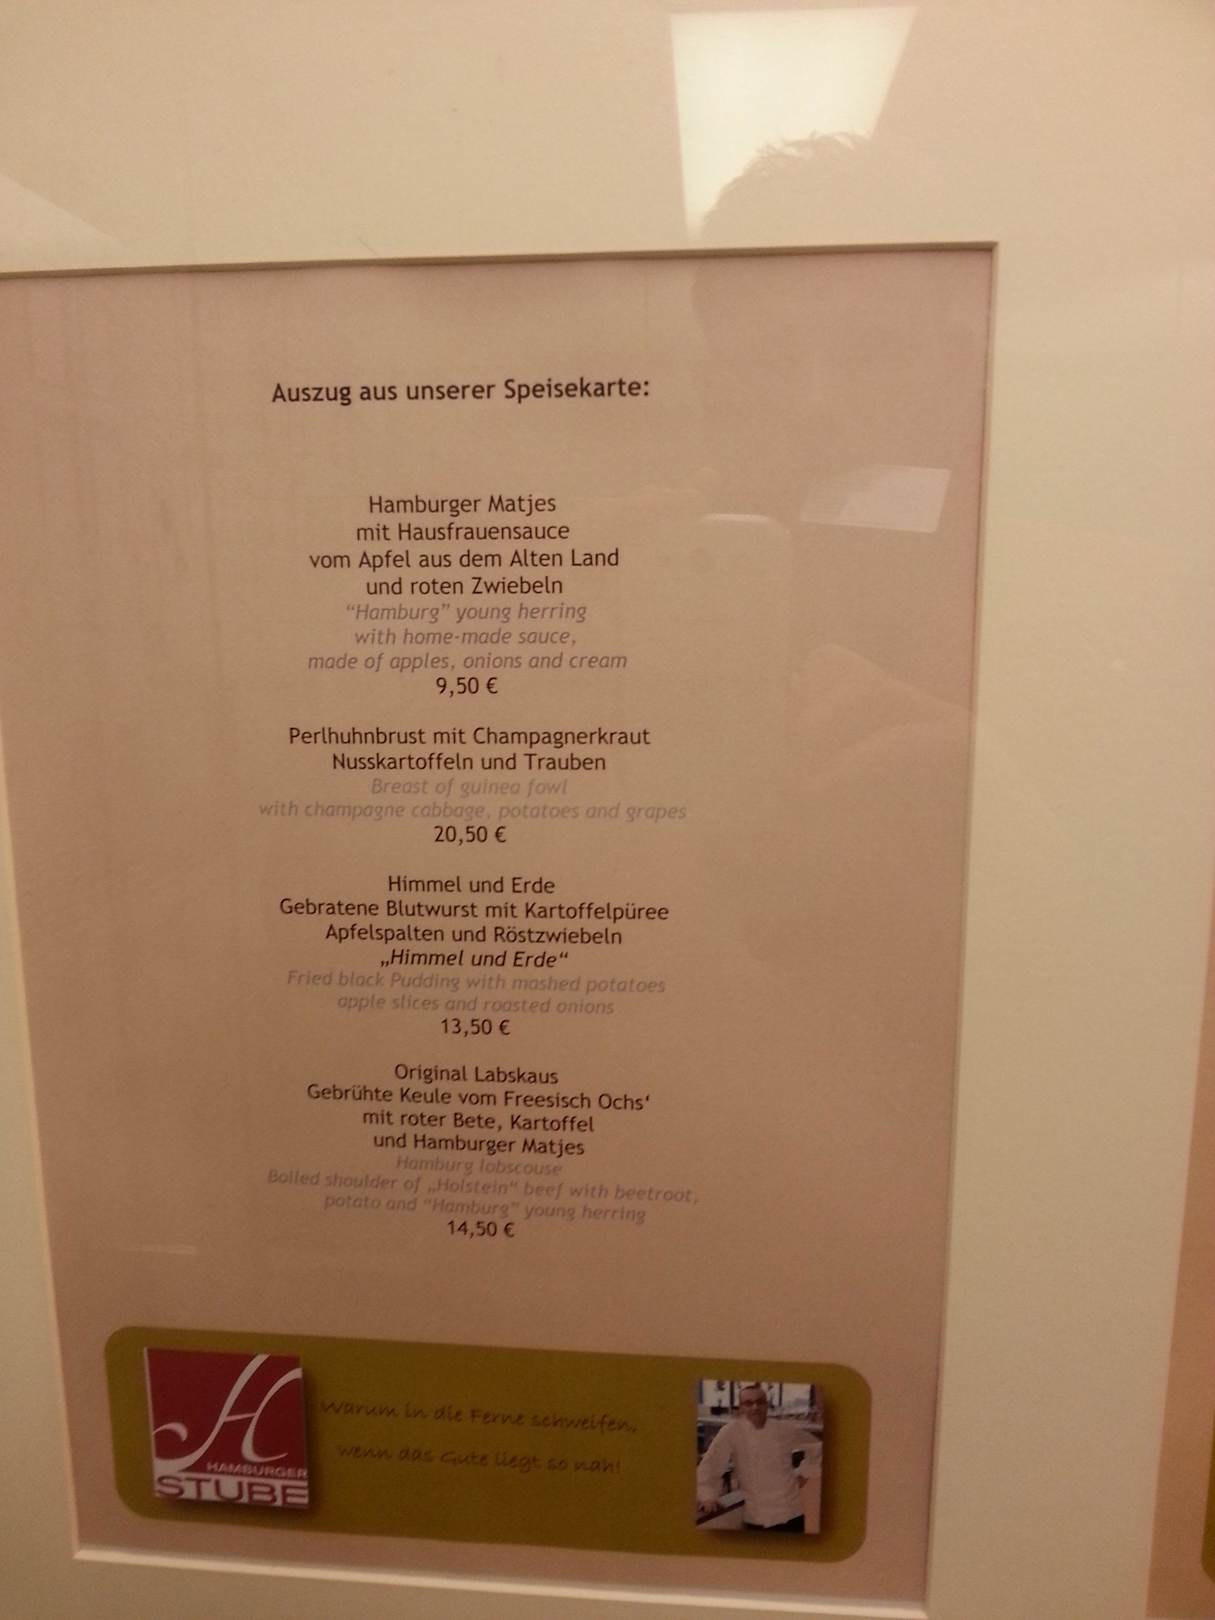 Auszug aus unserer Speisekarte:
Hamburger Matjes
mit Hausfrauensauce
vom Apfel aus dem Alten Land
und roten Zwiebeln
“Hamburg” young herring
with home-made sauce,
made of apples, onions and cream
9,50 €
Perlhuhnbrust mit Champagnerkraut
Nusskartoffeln und Trauben
Breast of guinea fowl
with champagne cabbage, potatoes and grapes
20,50 €
Himmel und Erde
Gebratene Blutwurst mit Kartoffelpüree
Apfelspalten und Röstzwiebeln
„Himmel und Erde“
Fried black Pudding with mashed potatoes
apple slices and roasted onions
13,50 €
Original Labskaus
Gebrühte Keule vom Freesisch Ochs‘
mit roter Bete, Kartoffel
und Hamburger Matjes
Hamburg lobscouse
Boiled shoulder of „Holstein“ beef with beetroot,
potato and “Hamburg” young herring
14,50 €
H
HAMBURGER
STUBE
Warum in die Ferne schweifen,
wenn das Gute liegt so nah!